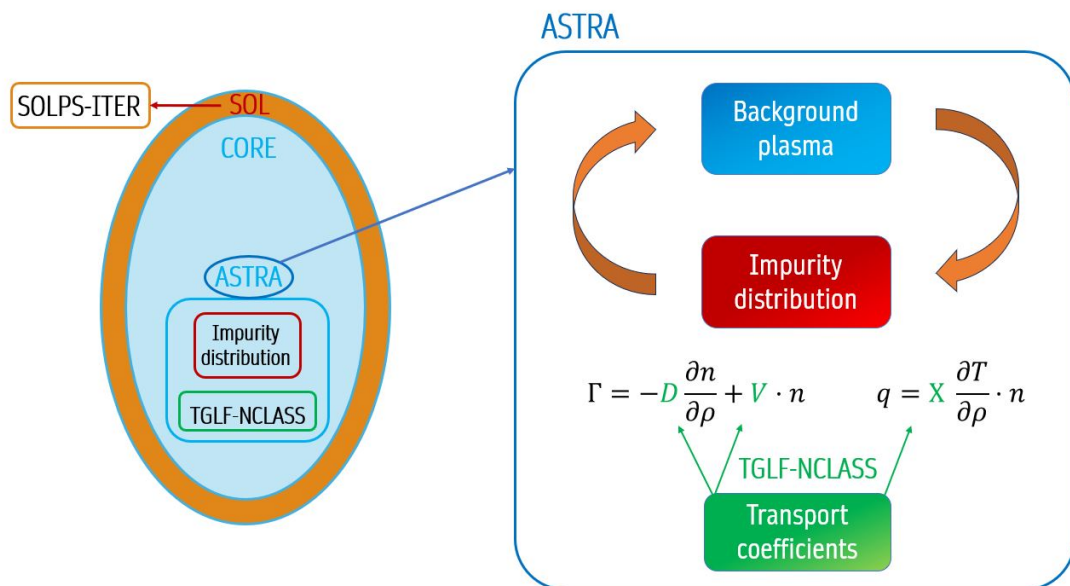 ASTRA
SOLPS-ITER
SOL
CORE
ASTRA
Impurity
distribution
TGLF-NCLASS
Background
plasma
Impurity
distribution
Γ = −D ∂n/∂ρ + V · n
q = X ∂T/∂ρ · n
TGLF-NCLASS
Transport
coefficients